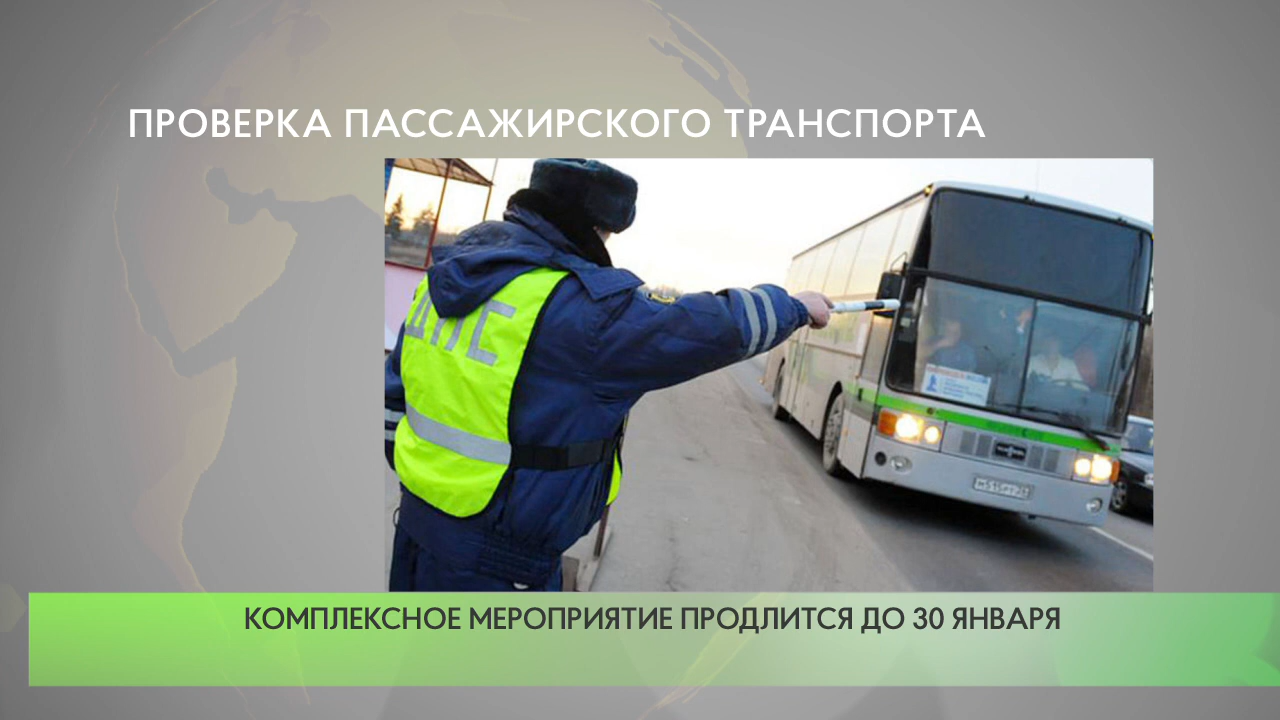 ПРОВЕРКА ПАССАЖИРСКОГО ТРАНСПОРТА
ДПС
КОМПЛЕКСНОЕ МЕРОПРИЯТИЕ ПРОДЛИТСЯ ДО 30 ЯНВАРЯ